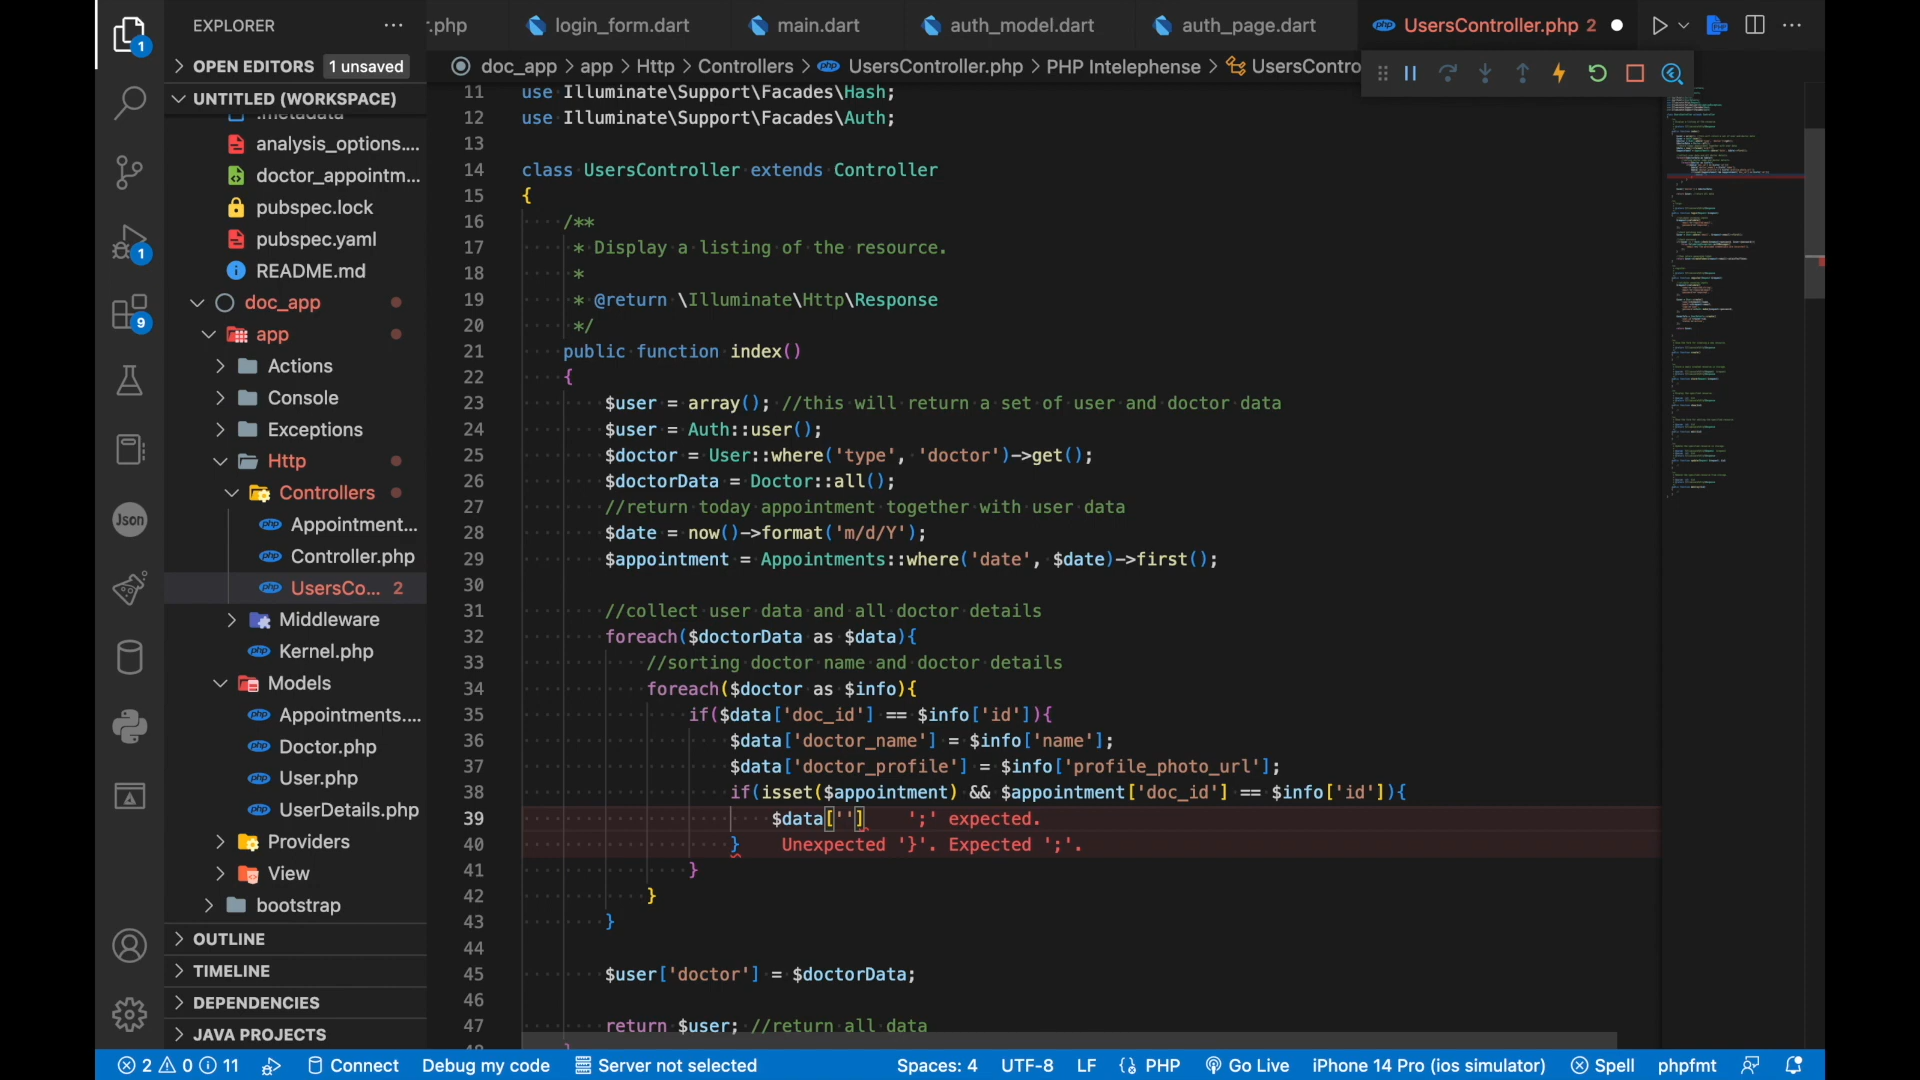 EXPLORER
r.php
login_form.dart
main.dart
auth_model.dart
auth_page.dart
UsersController.php 2
OPEN EDITORS 1 unsaved
doc_app > app > Http > Controllers > UsersController.php > PHP Intelephense > UsersContro
UNTITLED (WORKSPACE)
.metadata
analysis_options....
doctor_appointm...
pubspec.lock
pubspec.yaml
README.md
doc_app
app
Actions
Console
Exceptions
Http
Controllers
Appointment...
Controller.php
UsersCo... 2
Middleware
Kernel.php
Models
Appointments....
Doctor.php
User.php
UserDetails.php
Providers
View
bootstrap
OUTLINE
TIMELINE
DEPENDENCIES
JAVA PROJECTS
1
1
9
Json
11 use Illuminate\Support\Facades\Hash;
12 use Illuminate\Support\Facades\Auth;
13
14 class UsersController extends Controller
15 {
16 /**
17 * Display a listing of the resource.
18 *
19 * @return \Illuminate\Http\Response
20 */
21 public function index()
22 {
23 $user = array(); //this will return a set of user and doctor data
24 $user = Auth::user();
25 $doctor = User::where('type', 'doctor')->get();
26 $doctorData = Doctor::all();
27 //return today appointment together with user data
28 $date = now()->format('m/d/Y');
29 $appointment = Appointments::where('date', $date)->first();
30
31 //collect user data and all doctor details
32 foreach($doctorData as $data){
33 //sorting doctor name and doctor details
34 foreach($doctor as $info){
35 if($data['doc_id'] == $info['id']){
36 $data['doctor_name'] = $info['name'];
37 $data['doctor_profile'] = $info['profile_photo_url'];
38 if(isset($appointment) && $appointment['doc_id'] == $info['id']){
39 $data[''] ';' expected.
40 } Unexpected '}'. Expected ';'.
41 }
42 }
43 }
44
45 $user['doctor'] = $doctorData;
46
47 return $user; //return all data
2 0 11 Connect Debug my code Server not selected Spaces: 4 UTF-8 LF {} PHP Go Live iPhone 14 Pro (ios simulator) Spell phpfmt